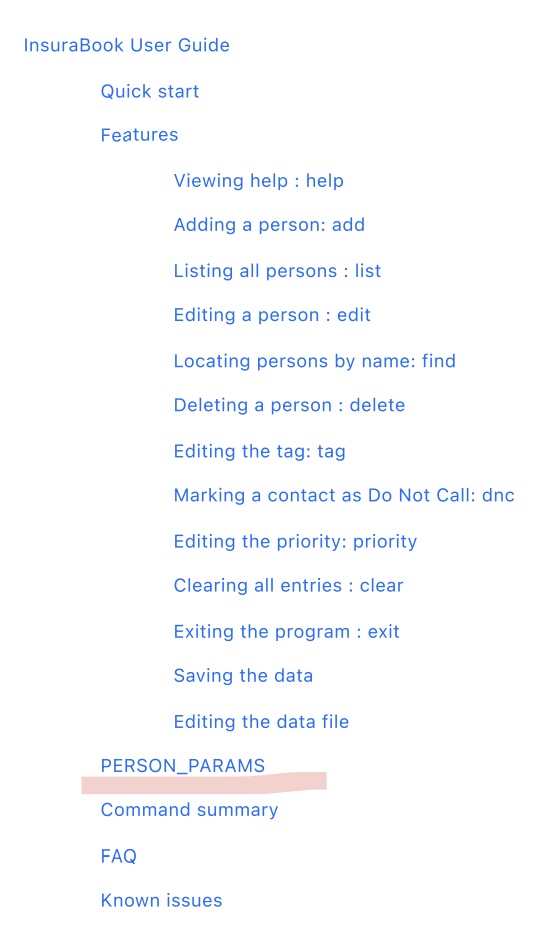 InsuraBook User Guide
Quick start
Features
Viewing help : help
Adding a person: add
Listing all persons : list
Editing a person : edit
Locating persons by name: find
Deleting a person : delete
Editing the tag: tag
Marking a contact as Do Not Call: dnc
Editing the priority: priority
Clearing all entries : clear
Exiting the program : exit
Saving the data
Editing the data file
PERSON_PARAMS
Command summary
FAQ
Known issues